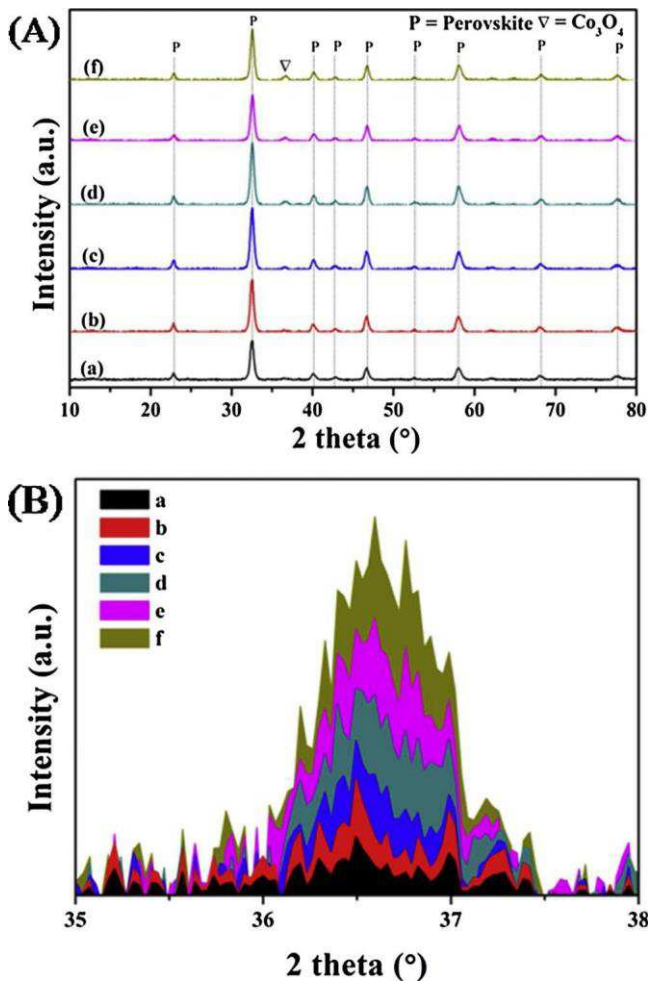 (A)
P = Perovskite ∇ = Co₃O₄
P P P P P P P P P
∇
(f)
(e)
(d)
(c)
(b)
(a)
Intensity (a.u.)
10 20 30 40 50 60 70 80
2 theta (°)
(B)
a
b
c
d
e
f
Intensity (a.u.)
35 36 37 38
2 theta (°)